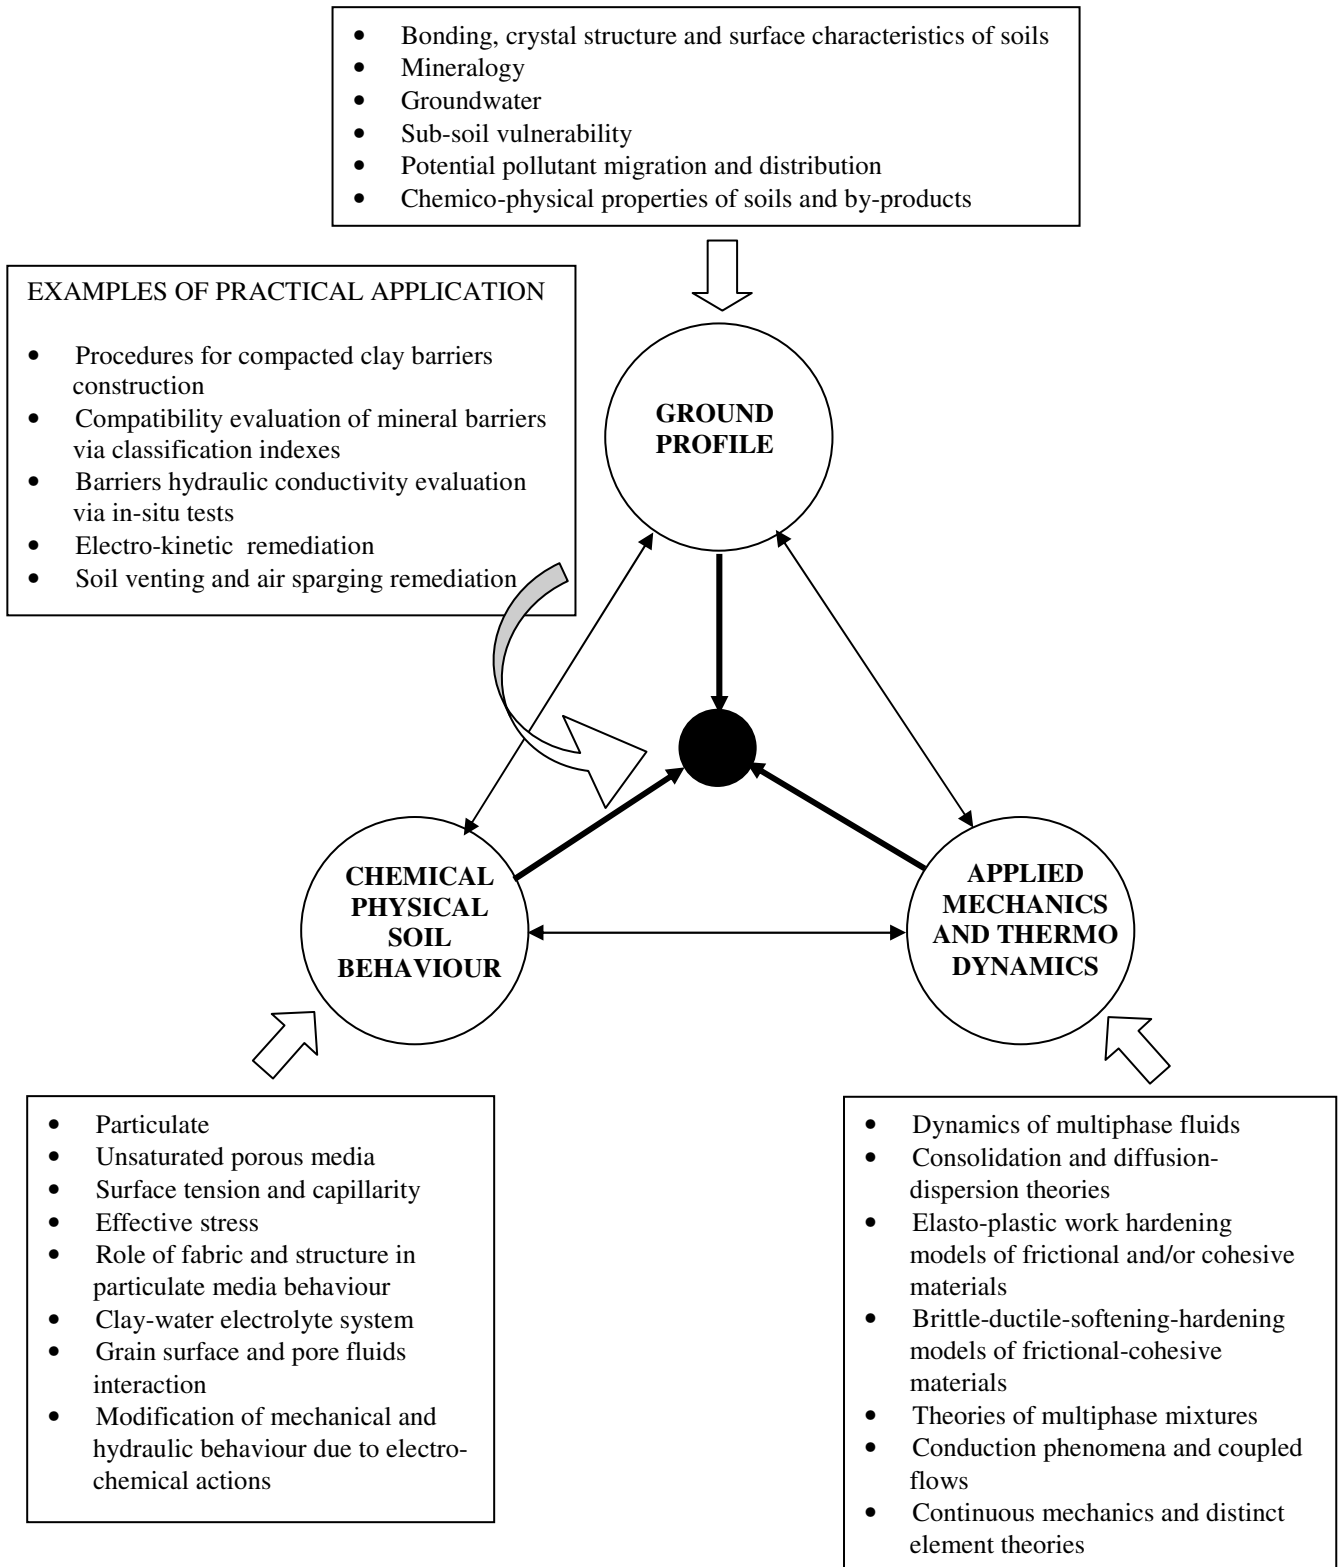 • Bonding, crystal structure and surface characteristics of soils
• Mineralogy
• Groundwater
• Sub-soil vulnerability
• Potential pollutant migration and distribution
• Chemico-physical properties of soils and by-products
EXAMPLES OF PRACTICAL APPLICATION
• Procedures for compacted clay barriers
construction
• Compatibility evaluation of mineral barriers
via classification indexes
• Barriers hydraulic conductivity evaluation
via in-situ tests
• Electro-kinetic remediation
• Soil venting and air sparging remediation
GROUND
PROFILE
CHEMICAL
PHYSICAL
SOIL
BEHAVIOUR
APPLIED
MECHANICS
AND THERMO
DYNAMICS
• Particulate
• Unsaturated porous media
• Surface tension and capillarity
• Effective stress
• Role of fabric and structure in
particulate media behaviour
• Clay-water electrolyte system
• Grain surface and pore fluids
interaction
• Modification of mechanical and
hydraulic behaviour due to electro-
chemical actions
• Dynamics of multiphase fluids
• Consolidation and diffusion-
dispersion theories
• Elasto-plastic work hardening
models of frictional and/or cohesive
materials
• Brittle-ductile-softening-hardening
models of frictional-cohesive
materials
• Theories of multiphase mixtures
• Conduction phenomena and coupled
flows
• Continuous mechanics and distinct
element theories